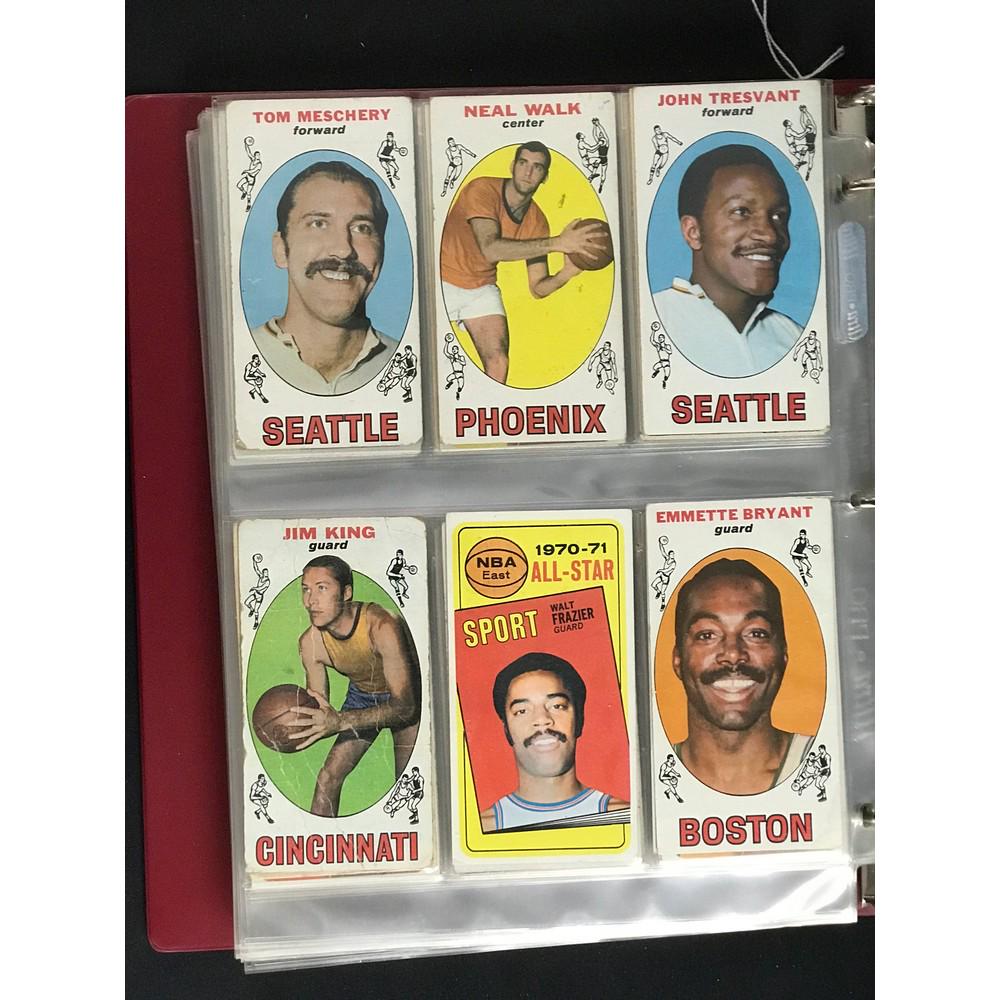 TOM MESCHERY
forward
SEATTLE
NEAL WALK
center
PHOENIX
JOHN TRESVANT
forward
SEATTLE
JIM KING
guard
CINCINNATI
NBA
East
1970-71
ALL-STAR
SPORT
WALT
FRAZIER
GUARD
EMMETTE BRYANT
guard
BOSTON